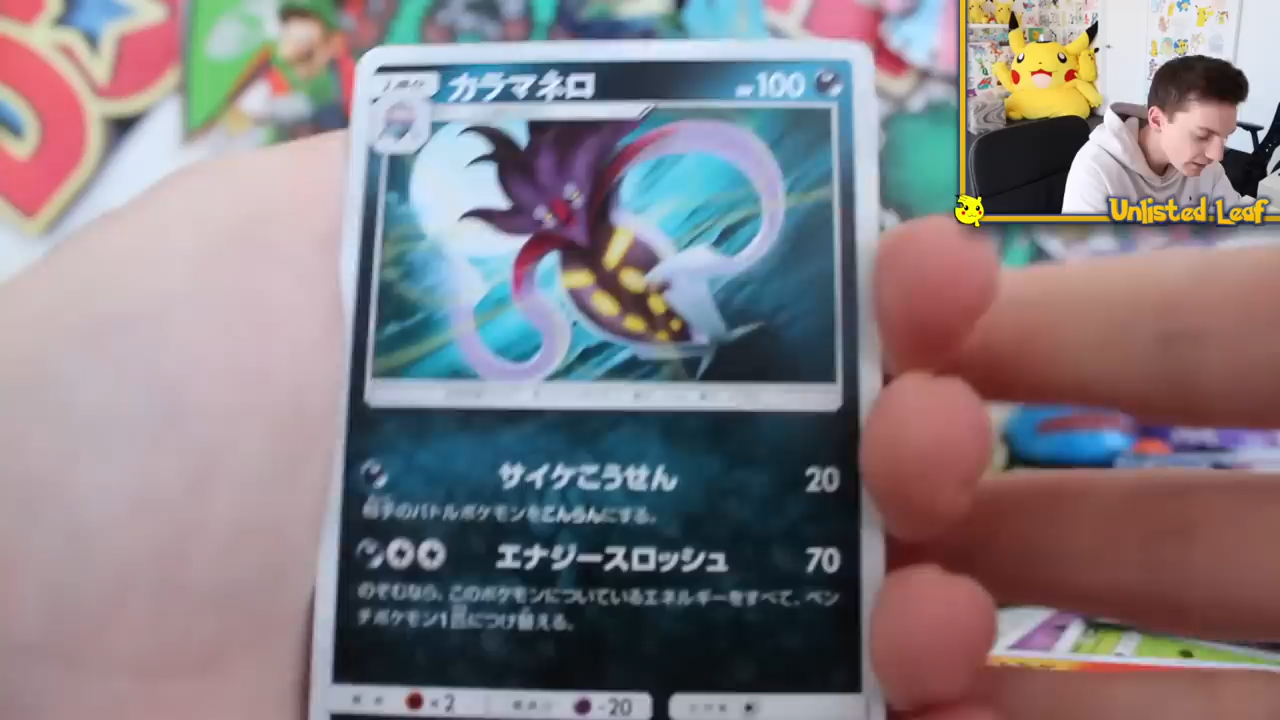 カラマネロ HP 100
Unlisted Leaf
サイケこうせん 20
相手のバトルポケモンをこんらんにする。
エナジースロッシュ 70
のぞむなら、このポケモンについているエネルギーをすべて、ベン
チポケモン1匹につけ替える。
×2 -20